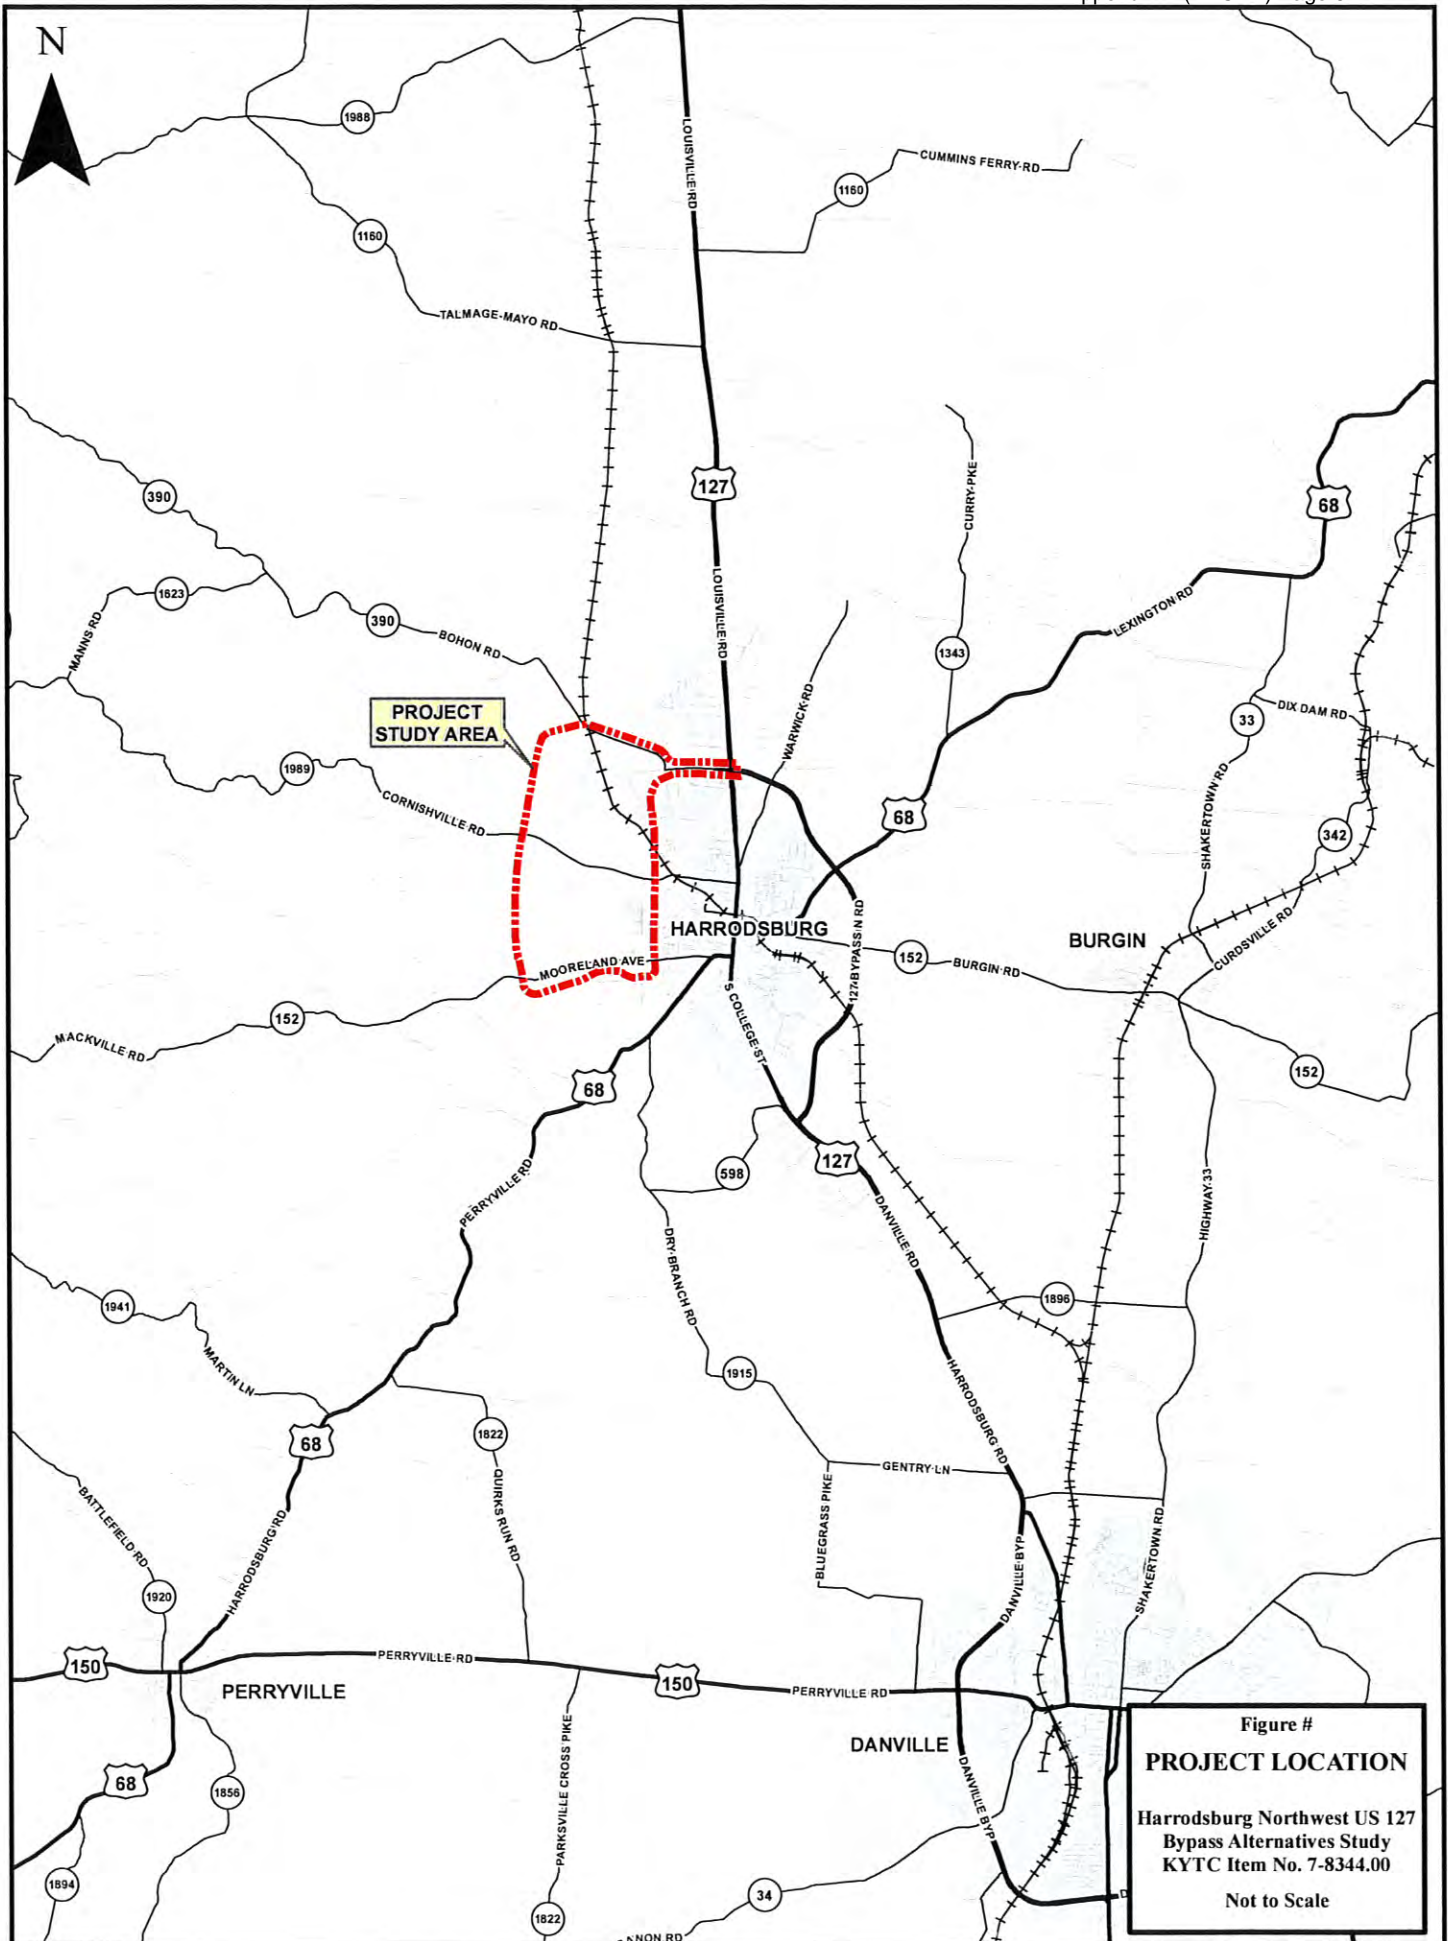 N
1988
LOUISVILLE RD
CUMMINS FERRY RD
1160
1160
TALMAGE-MAYO RD
127
68
390
CURRY PKE
1623
LOUISVILLE RD
LEXINGTON RD
390
BOHON RD
MANNS RD
1343
WARWICK RD
DIX DAM RD
33
PROJECT
STUDY AREA
1989
CORNISHVILLE RD
68
SHAKERTOWN RD
342
HARRODSBURG
BURGIN
127 BYPASS N RD
152
BURGIN RD
CURDSVILLE RD
MOORELAND AVE
152
MACKVILLE RD
S COLLEGE ST
68
152
127
598
PERRYVILLE RD
DANVILLE RD
HIGHWAY 33
DRY BRANCH RD
1941
1896
MARTIN LN
1915
HARRODSBURG RD
68
1822
GENTRY LN
BATTLEFIELD RD
QUIRKS RUN RD
BLUEGRASS PIKE
HARRODSBURG RD
DANVILLE BYP
SHAKERTOWN RD
1920
150
PERRYVILLE RD
150
PERRYVILLE RD
PERRYVILLE
DANVILLE
68
1856
PARKSVILLE CROSS PIKE
DANVILLE BYP
1894
34
1822
ANON RD
D
Figure #
PROJECT LOCATION
Harrodsburg Northwest US 127
Bypass Alternatives Study
KYTC Item No. 7-8344.00
Not to Scale